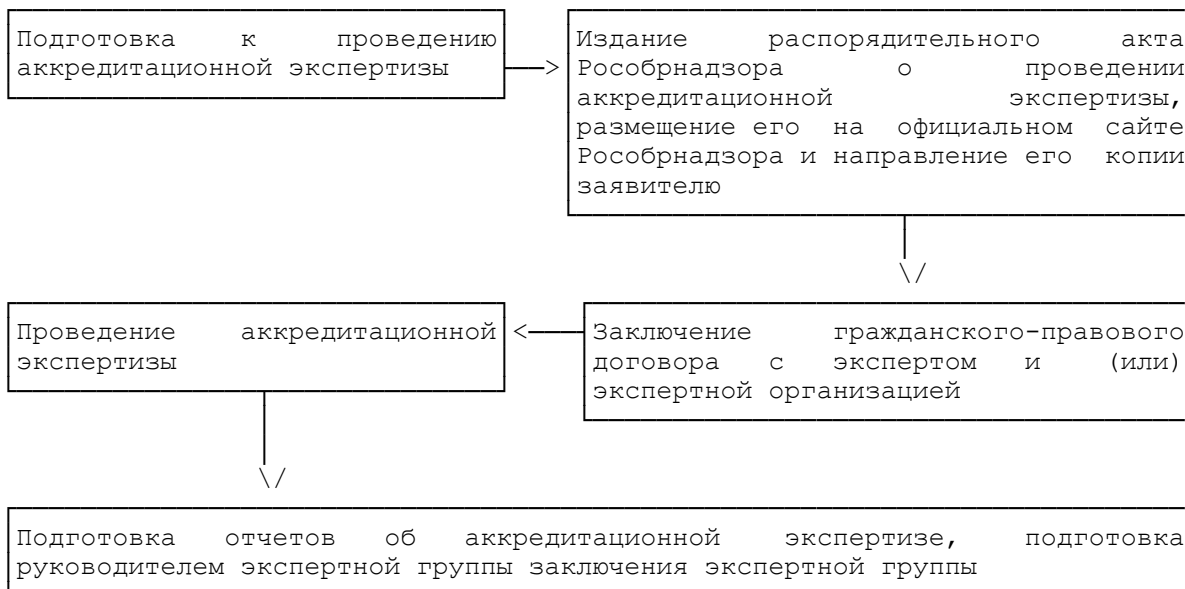 Подготовка к проведению
аккредитационной экспертизы
Издание распорядительного акта
Рособрнадзора о проведении
аккредитационной экспертизы,
размещение его на официальном сайте
Рособрнадзора и направление его копии
заявителю
Проведение аккредитационной
экспертизы
Заключение гражданского-правового
договора с экспертом и (или)
экспертной организацией
Подготовка отчетов об аккредитационной экспертизе, подготовка
руководителем экспертной группы заключения экспертной группы